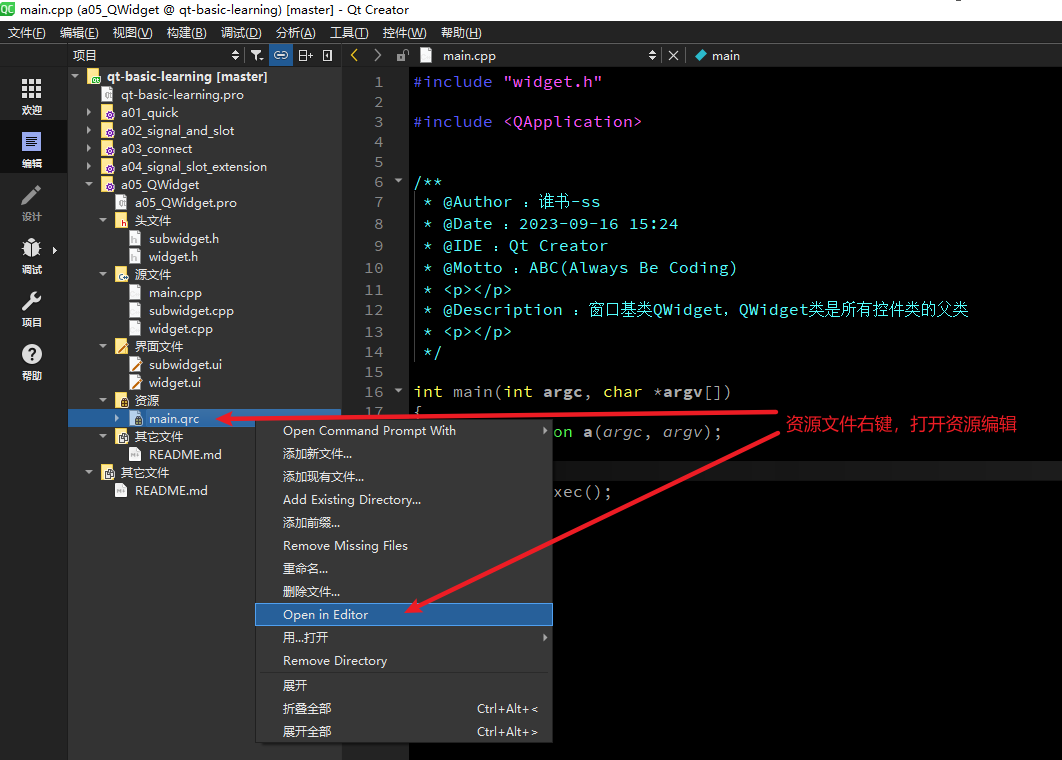 QC main.cpp (a05_QWidget @ qt-basic-learning) [master] - Qt Creator
文件(F) 编辑(E) 视图(V) 构建(B) 调试(D) 分析(A) 工具(T) 控件(W) 帮助(H)
项目
main.cpp
main
欢迎
编辑
设计
调试
项目
帮助
qt-basic-learning [master]
qt-basic-learning.pro
a01_quick
a02_signal_and_slot
a03_connect
a04_signal_slot_extension
a05_QWidget
a05_QWidget.pro
头文件
subwidget.h
widget.h
源文件
main.cpp
subwidget.cpp
widget.cpp
界面文件
subwidget.ui
widget.ui
资源
main.qrc
其它文件
README.md
其它文件
README.md
1 #include "widget.h"
2
3 #include <QApplication>
4
5
6 /**
7 * @Author : 谁书-ss
8 * @Date : 2023-09-16 15:24
9 * @IDE : Qt Creator
10 * @Motto : ABC(Always Be Coding)
11 * <p></p>
12 * @Description : 窗口基类QWidget，QWidget类是所有控件类的父类
13 * <p></p>
14 */
15
16 int main(int argc, char *argv[])
17 {
on a(argc, argv);
xec();
资源文件右键，打开资源编辑
Open Command Prompt With
添加新文件...
添加现有文件...
Add Existing Directory...
添加前缀...
Remove Missing Files
重命名...
删除文件...
Open in Editor
用...打开
Remove Directory
展开
折叠全部 Ctrl+Alt+<
展开全部 Ctrl+Alt+>